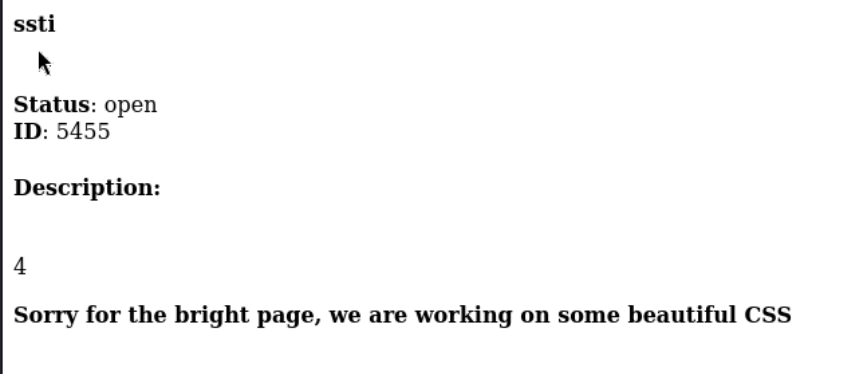 ssti
Status: open
ID: 5455
Description:
4
Sorry for the bright page, we are working on some beautiful CSS